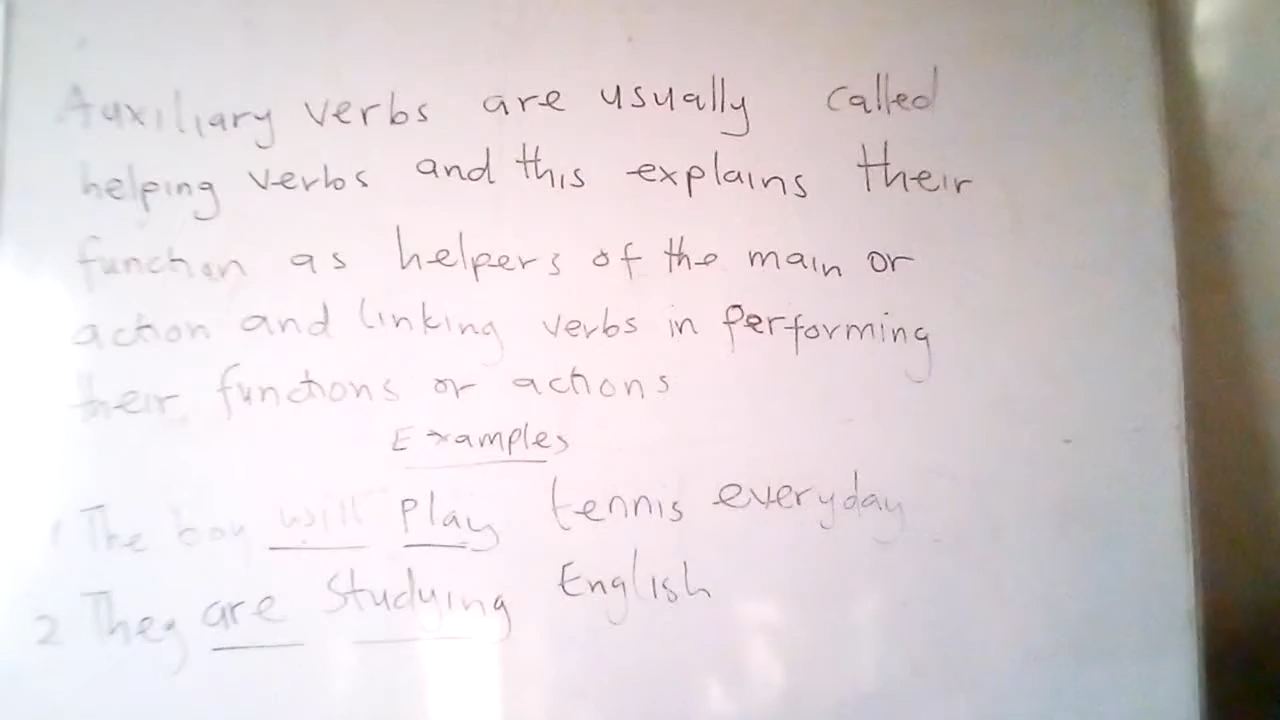 Auxiliary verbs are usually called
helping verbs and this explains their
function as helpers of the main or
action and linking verbs in performing
their functions or actions
Examples
1 The boy will play tennis everyday
2 They are studying English